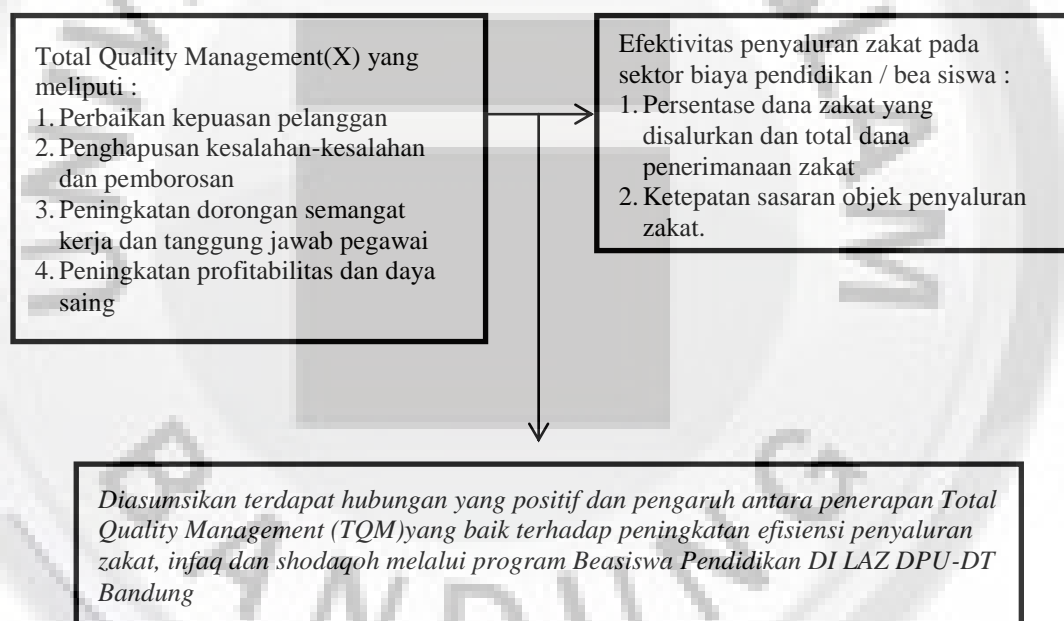 Total Quality Management(X) yang
meliputi :
1. Perbaikan kepuasan pelanggan
2. Penghapusan kesalahan-kesalahan
dan pemborosan
3. Peningkatan dorongan semangat
kerja dan tanggung jawab pegawai
4. Peningkatan profitabilitas dan daya
saing
Efektivitas penyaluran zakat pada
sektor biaya pendidikan / bea siswa :
1. Persentase dana zakat yang
disalurkan dan total dana
penerimanaan zakat
2. Ketepatan sasaran objek penyaluran
zakat.
Diasumsikan terdapat hubungan yang positif dan pengaruh antara penerapan Total
Quality Management (TQM)yang baik terhadap peningkatan efisiensi penyaluran
zakat, infaq dan shodaqoh melalui program Beasiswa Pendidikan DI LAZ DPU-DT
Bandung
BANDUNG